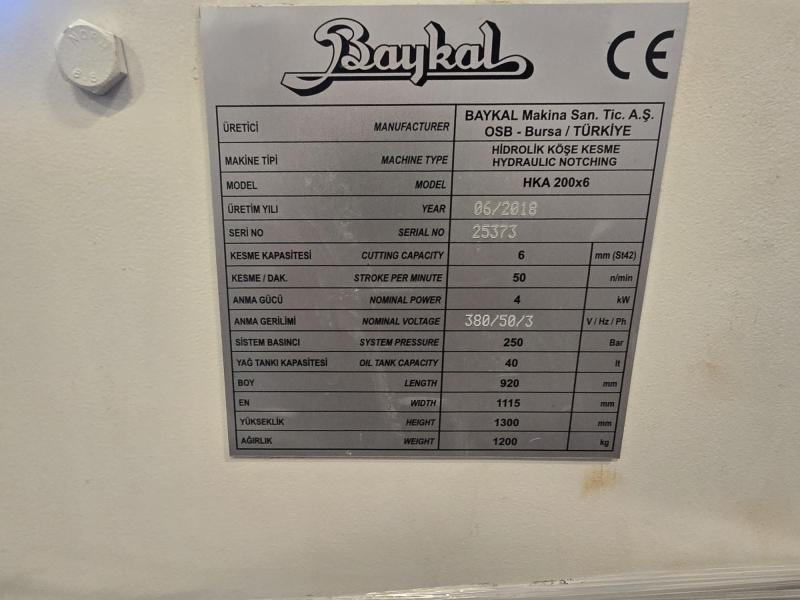 Baykal CE
ÜRETİCİ MANUFACTURER BAYKAL Makina San. Tic. A.Ş.
OSB - Bursa / TÜRKİYE
MAKİNE TİPİ MACHINE TYPE HİDROLİK KÖŞE KESME
HYDRAULIC NOTCHING
MODEL MODEL HKA 200x6
ÜRETIM YILI YEAR 06/2018
SERI NO SERIAL NO 25373
KESME KAPASİTESİ CUTTING CAPACITY 6 mm (St42)
KESME / DAK. STROKE PER MINUTE 50 n/min
ANMA GÜCÜ NOMINAL POWER 4 kW
ANMA GERİLİMİ NOMINAL VOLTAGE 380/50/3 V / Hz / Ph
SİSTEM BASINCI SYSTEM PRESSURE 250 Bar
YAĞ TANKI KAPASİTESİ OIL TANK CAPACITY 40 lt
BOY LENGTH 920 mm
EN WIDTH 1115 mm
YÜKSEKLİK HEIGHT 1300 mm
AĞIRLIK WEIGHT 1200 kg